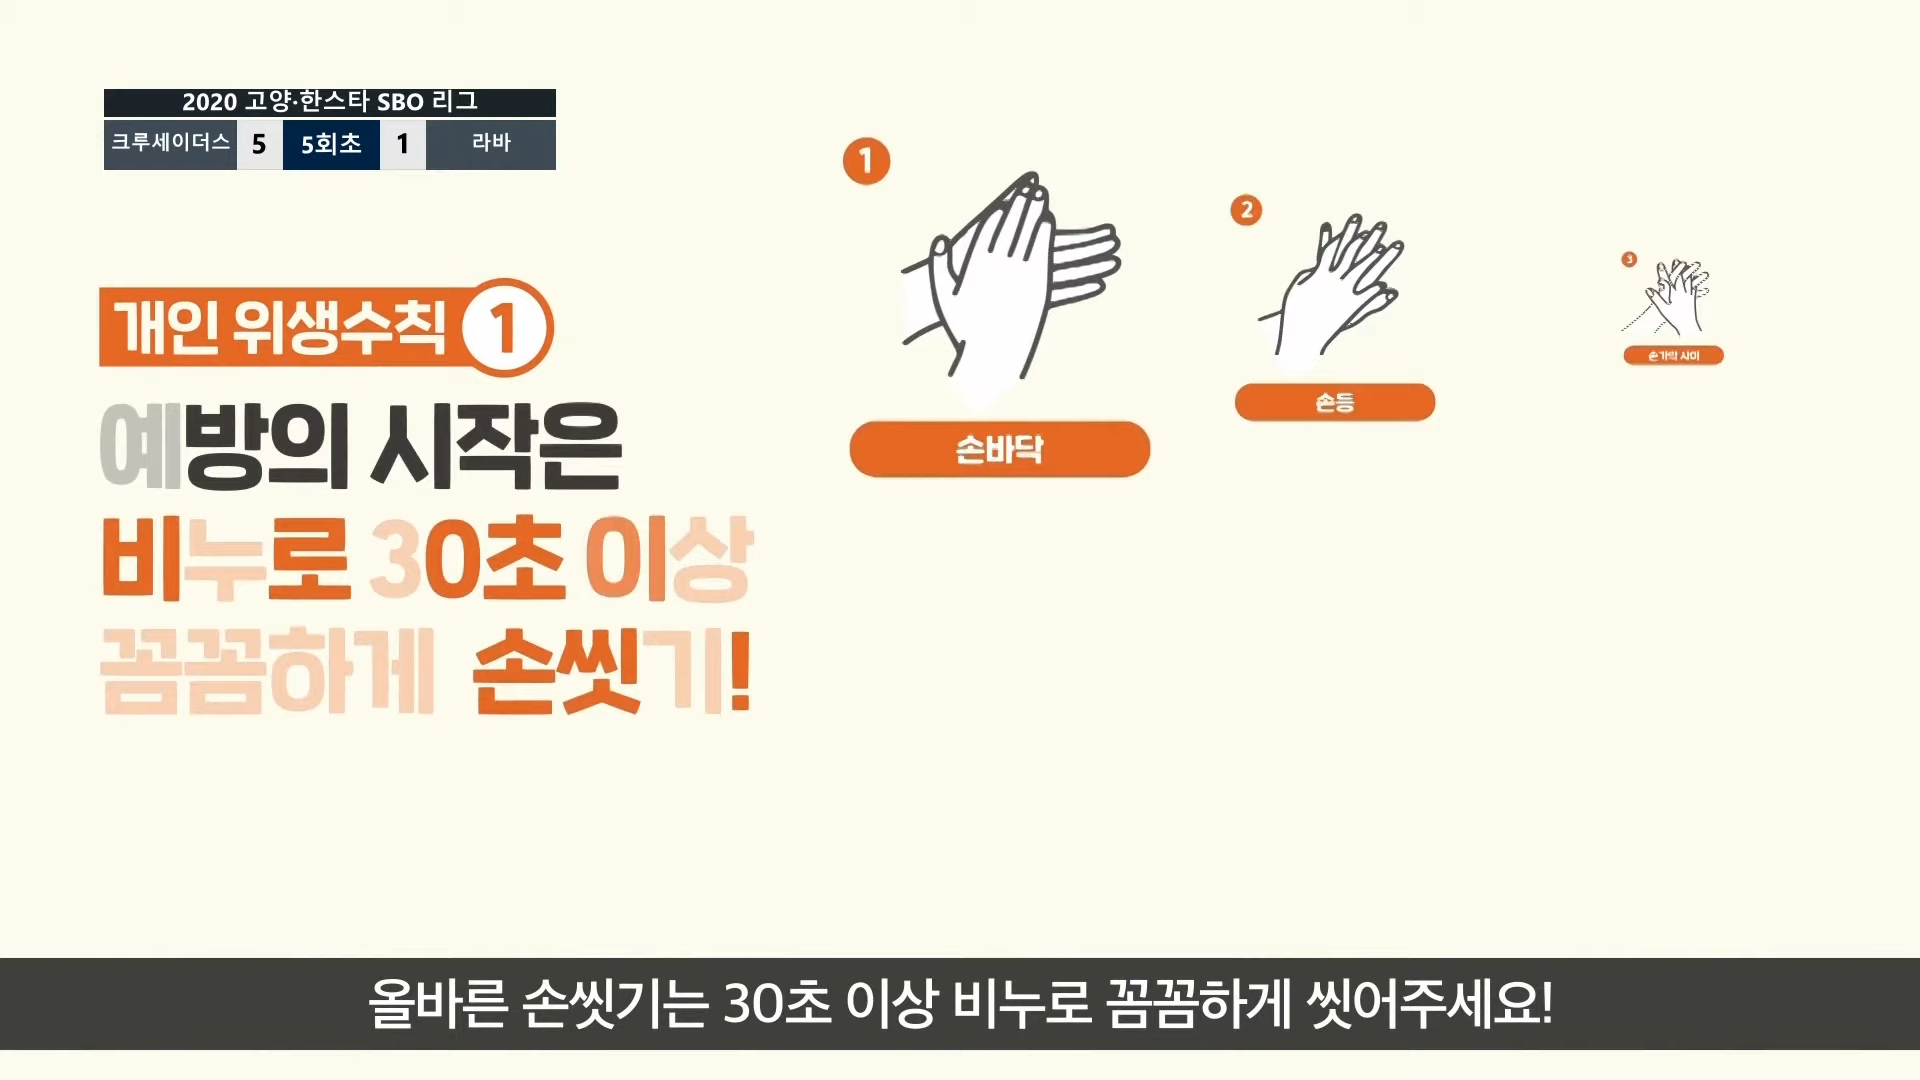 2020 고양·한스타 SBO 리그
크루세이더스 5 5회초 1 라바
개인 위생수칙 1
예방의 시작은
비누로 30초 이상
꼼꼼하게 손씻기!
1
손바닥
2
손등
3
손가락 사이
올바른 손씻기는 30초 이상 비누로 꼼꼼하게 씻어주세요!